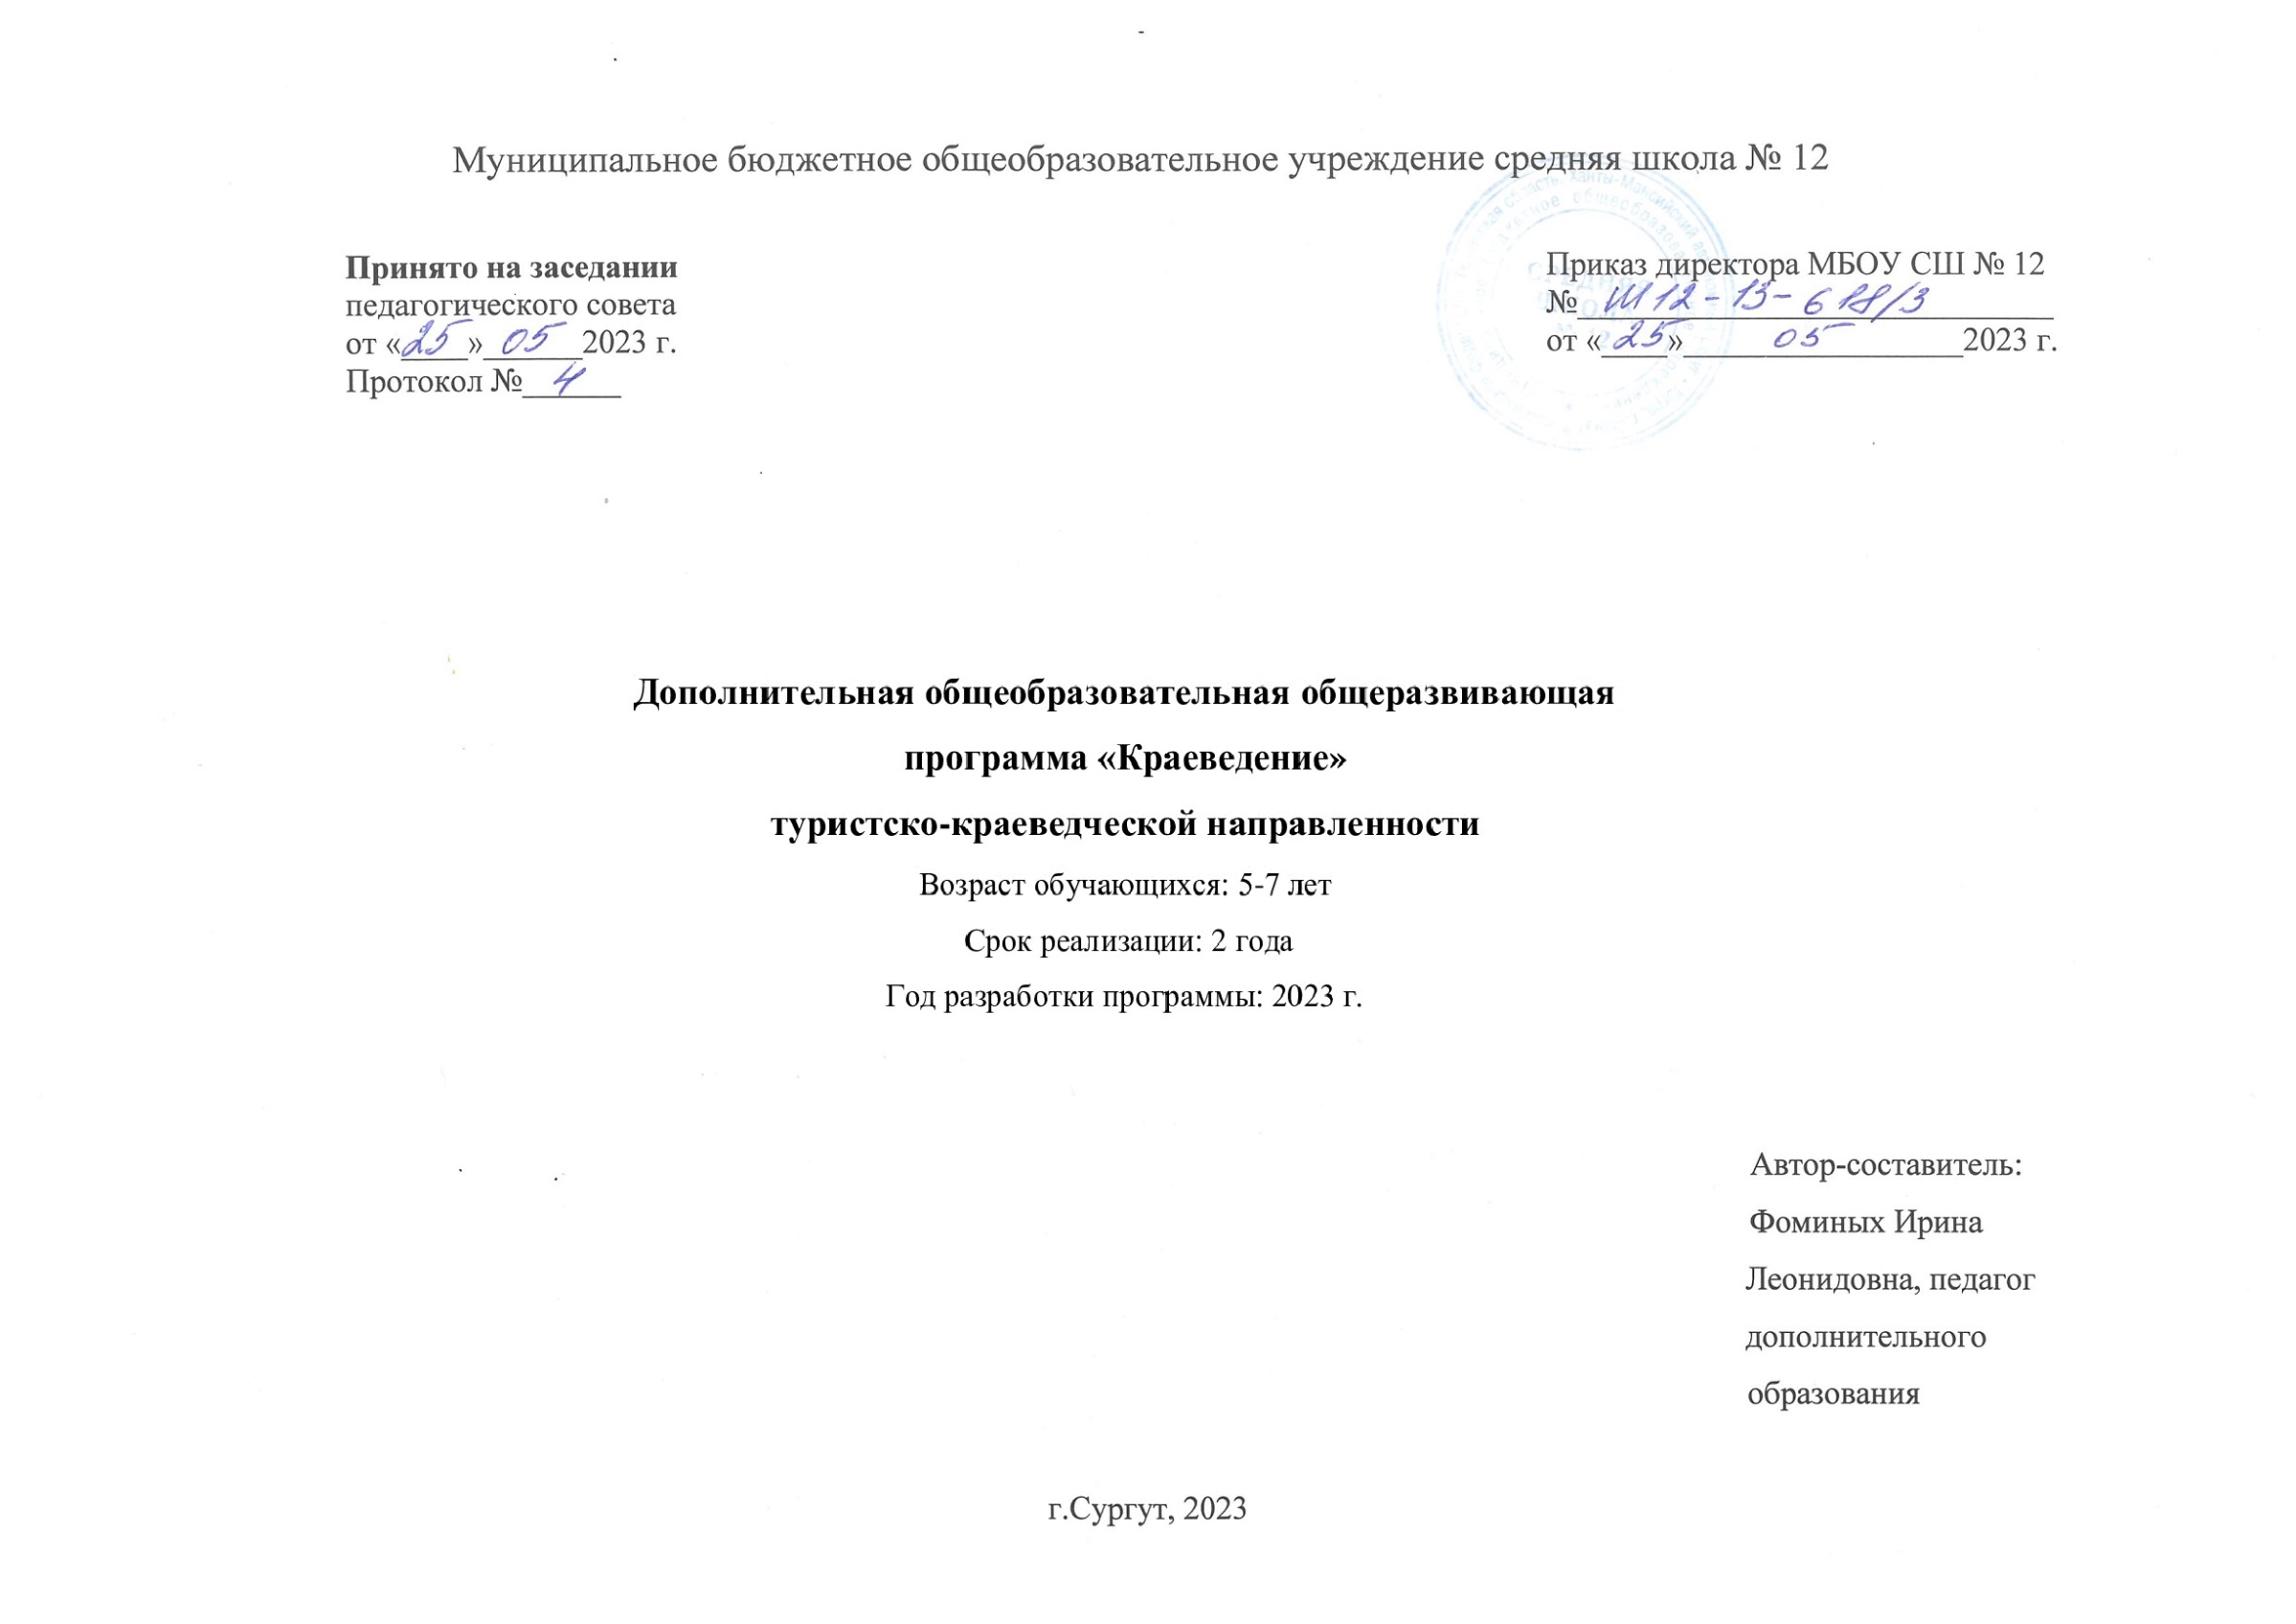 Муниципальное бюджетное общеобразовательное учреждение средняя школа № 12
Принято на заседании
педагогического совета
от «25» 05 2023 г.
Протокол № 4
Приказ директора МБОУ СШ № 12
№ Ш12-13-618/3
от «25» 05 2023 г.
Дополнительная общеобразовательная общеразвивающая
программа «Краеведение»
туристско-краеведческой направленности
Возраст обучающихся: 5-7 лет
Срок реализации: 2 года
Год разработки программы: 2023 г.
Автор-составитель:
Фоминых Ирина
Леонидовна, педагог
дополнительного
образования
г.Сургут, 2023